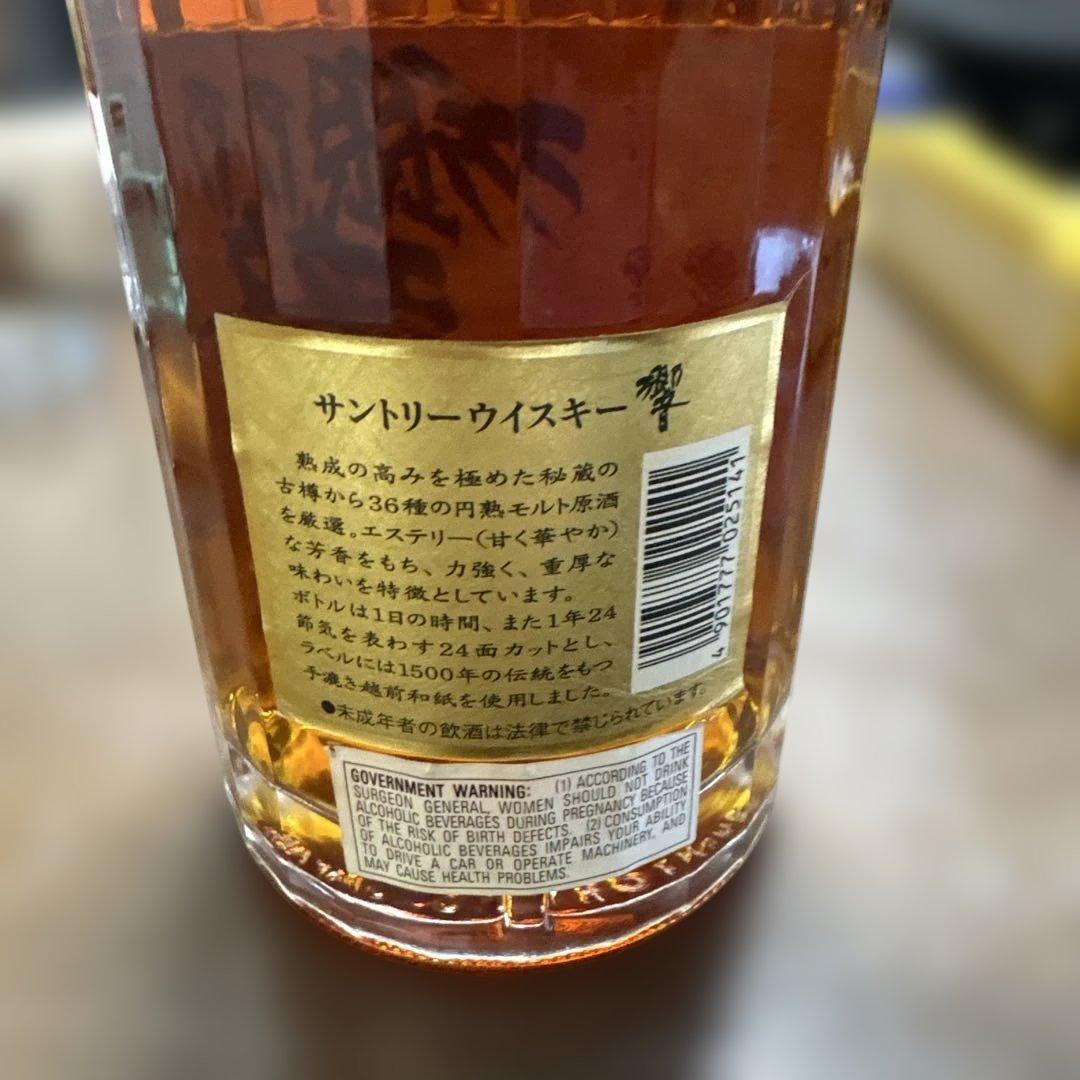 サントリーウイスキー 響
熟成の高みを極めた秘蔵の
古樽から36種の円熟モルト原酒
を厳選。エステリー(甘く華やか)
な芳香をもち、力強く、重厚な
味わいを特徴としています。
ボトルは1日の時間、また1年24
節気を表わす24面カットとし、
ラベルには1500年の伝統をもつ
手漉き越前和紙を使用しました。
●未成年者の飲酒は法律で禁じられています。
4 901777 025141
GOVERNMENT WARNING: (1) ACCORDING TO THE
SURGEON GENERAL, WOMEN SHOULD NOT DRINK
ALCOHOLIC BEVERAGES DURING PREGNANCY BECAUSE
OF THE RISK OF BIRTH DEFECTS. (2) CONSUMPTION
OF ALCOHOLIC BEVERAGES IMPAIRS YOUR ABILITY
TO DRIVE A CAR OR OPERATE MACHINERY, AND
MAY CAUSE HEALTH PROBLEMS.